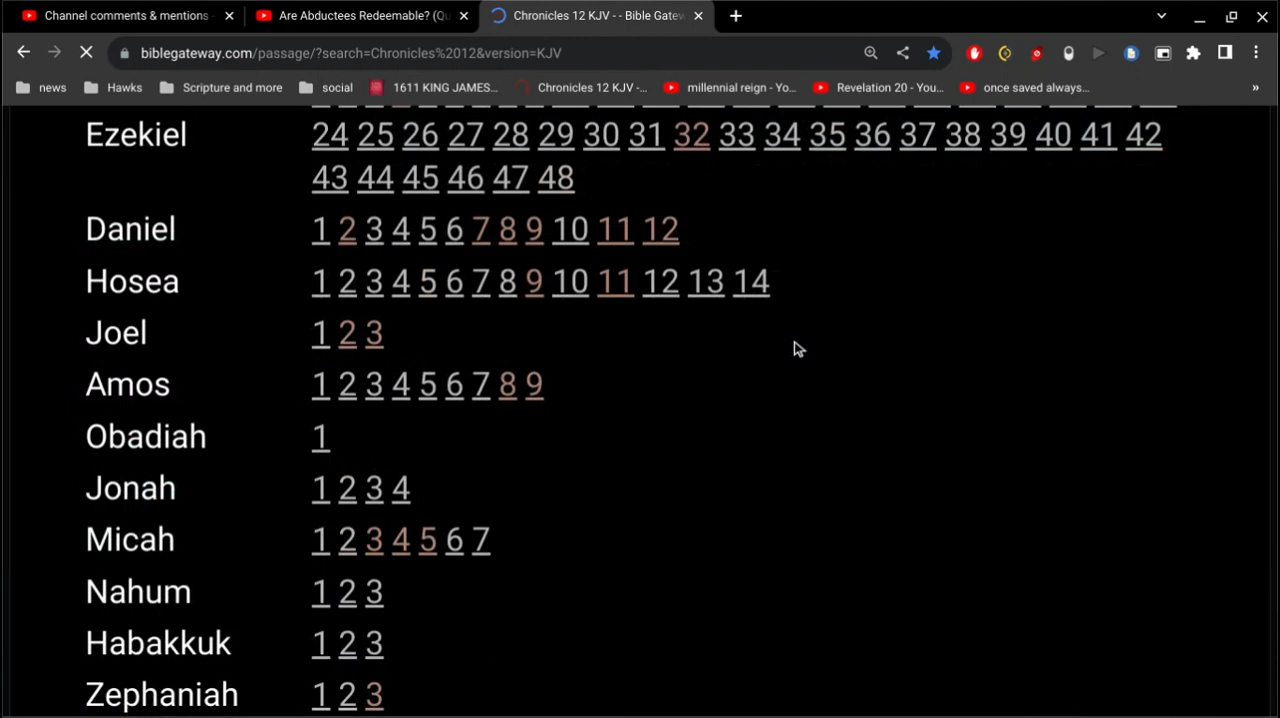 Channel comments & mentions
Are Abductees Redeemable? (Qu
Chronicles 12 KJV - - Bible Gatew
biblegateway.com/passage/?search=Chronicles%2012&version=KJV
news Hawks Scripture and more social 1611 KING JAMES... Chronicles 12 KJV -... millennial reign - Yo... Revelation 20 - You... once saved always... »
Ezekiel 24 25 26 27 28 29 30 31 32 33 34 35 36 37 38 39 40 41 42
43 44 45 46 47 48
Daniel 1 2 3 4 5 6 7 8 9 10 11 12
Hosea 1 2 3 4 5 6 7 8 9 10 11 12 13 14
Joel 1 2 3
Amos 1 2 3 4 5 6 7 8 9
Obadiah 1
Jonah 1 2 3 4
Micah 1 2 3 4 5 6 7
Nahum 1 2 3
Habakkuk 1 2 3
Zephaniah 1 2 3